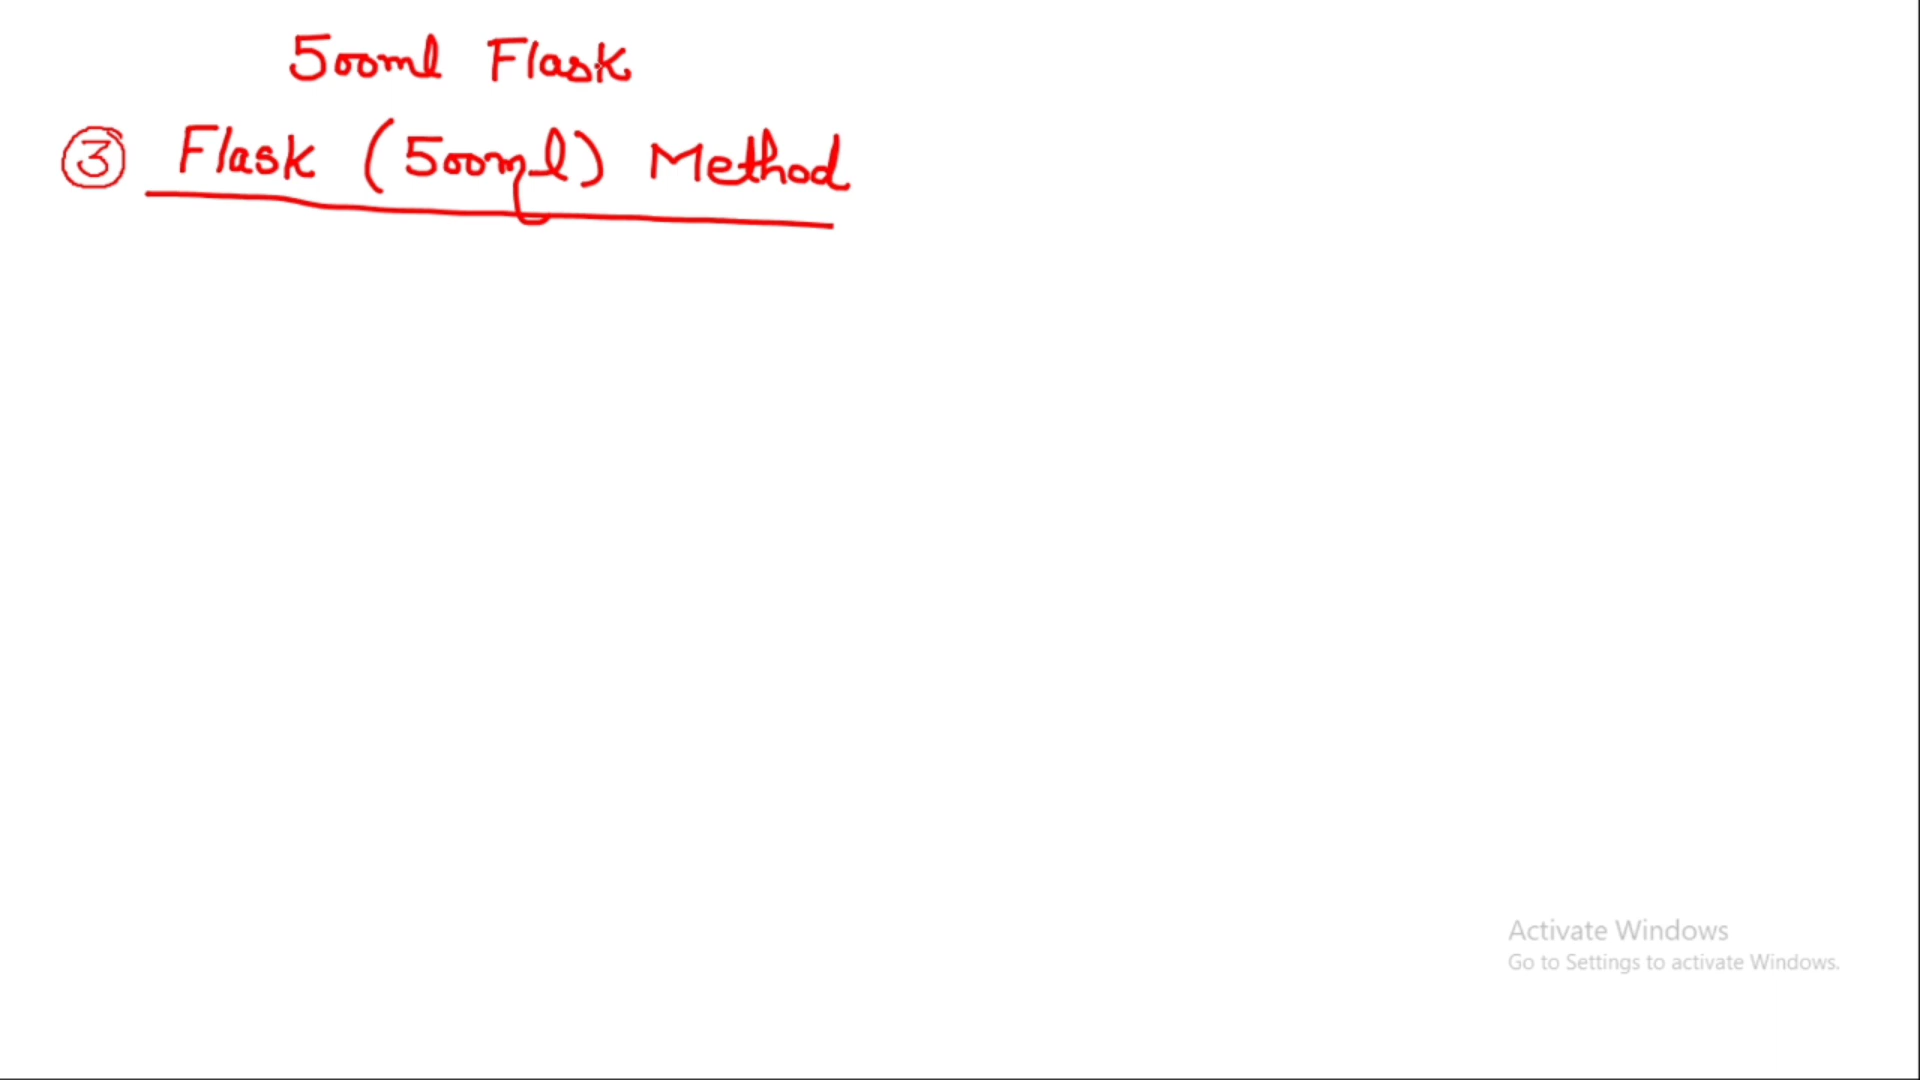 500ml Flask
③ Flask (500ml) Method
Activate Windows
Go to Settings to activate Windows.